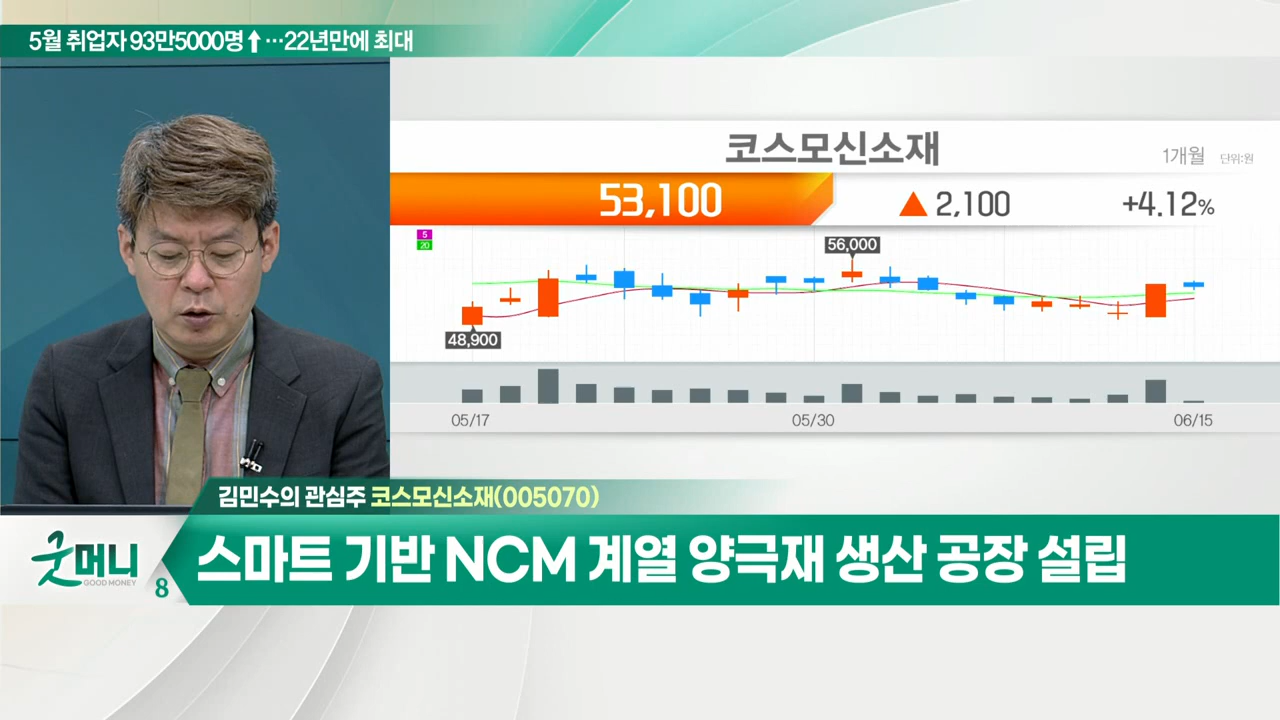 5월 취업자 93만5000명⬆…22년만에 최대
코스모신소재
1개월 단위:원
53,100 ▲ 2,100 +4.12%
5
20
56,000
48,900
05/17 05/30 06/15
김민수의 관심주 코스모신소재(005070)
스마트 기반 NCM 계열 양극재 생산 공장 설립
굿머니
GOOD MONEY
8